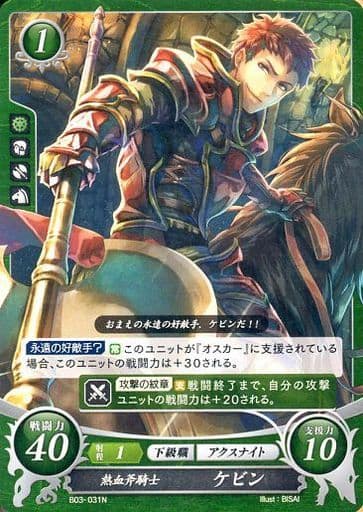 1
おまえの永遠の好敵手、ケビンだ!!
永遠の好敵手? 常 このユニットが『オスカー』に支援されている
場合、このユニットの戦闘力は+30される。
攻撃の紋章 支 戦闘終了まで、自分の攻撃
ユニットの戦闘力は+20される。
戦闘力
40
射程 1 下級職 アクスナイト
支援力
10
熱血斧騎士 ケビン
B03-031N
Illust:BISAI